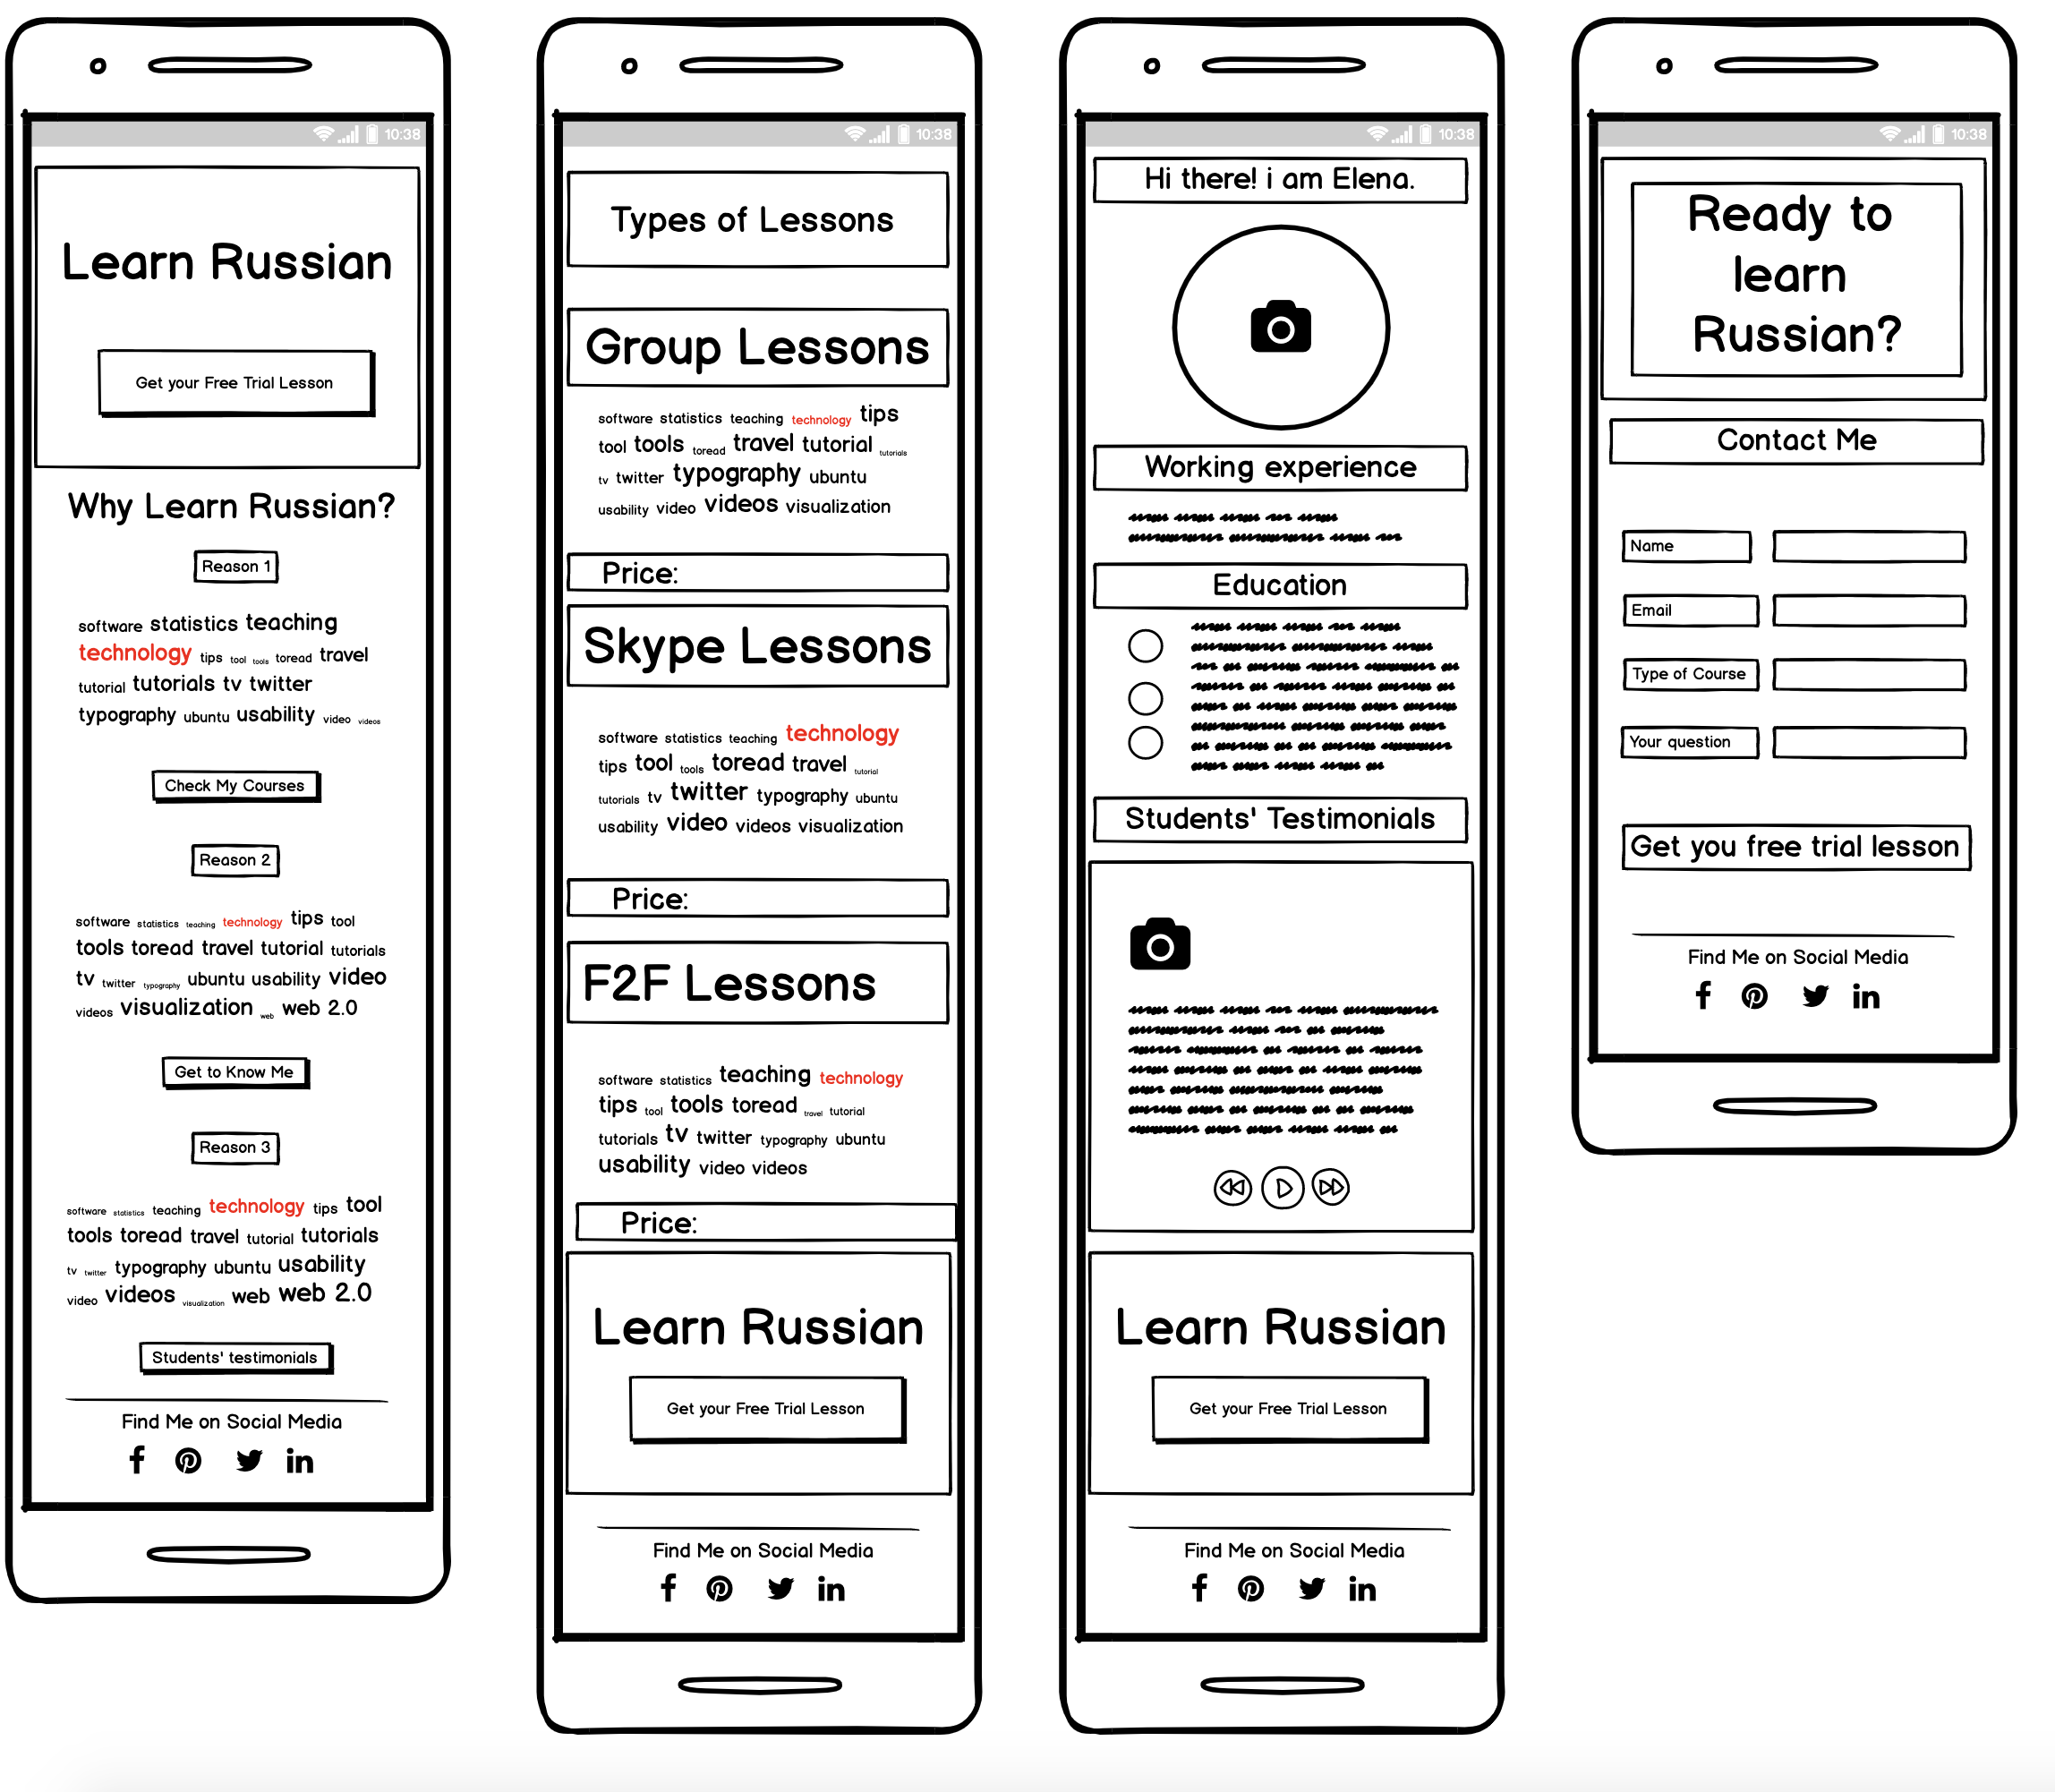 10:38
Learn Russian
Get your Free Trial Lesson
Why Learn Russian?
Reason 1
software statistics teaching
technology tips tool tools toread travel
tutorial tutorials tv twitter
typography ubuntu usability video videos
Check My Courses
Reason 2
software statistics teaching technology tips tool
tools toread travel tutorial tutorials
tv twitter typography ubuntu usability video
videos visualization web web 2.0
Get to Know Me
Reason 3
software statistics teaching technology tips tool
tools toread travel tutorial tutorials
tv twitter typography ubuntu usability
video videos visualization web web 2.0
Students' testimonials
Find Me on Social Media
f in
10:38
Types of Lessons
Group Lessons
software statistics teaching technology tips
tool tools toread travel tutorial tutorials
tv twitter typography ubuntu
usability video videos visualization
Price:
Skype Lessons
software statistics teaching technology
tips tool tools toread travel tutorial
tutorials tv twitter typography ubuntu
usability video videos visualization
Price:
F2F Lessons
software statistics teaching technology
tips tool tools toread travel tutorial
tutorials tv twitter typography ubuntu
usability video videos
Price:
Learn Russian
Get your Free Trial Lesson
Find Me on Social Media
f in
10:38
Hi there! i am Elena.
Working experience
Education
Students' Testimonials
Learn Russian
Get your Free Trial Lesson
Find Me on Social Media
f in
10:38
Ready to
learn
Russian?
Contact Me
Name
Email
Type of Course
Your question
Get you free trial lesson
Find Me on Social Media
f in